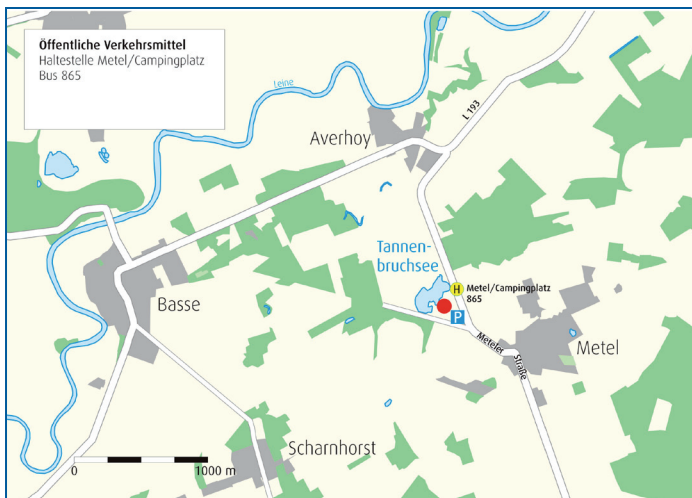 Öffentliche Verkehrsmittel
Haltestelle Metel/Campingplatz
Bus 865
Leine
L 193
Averhoy
Tannen-
bruchsee
H
Metel/Campingplatz
865
P
Basse
Meteler Straße
Metel
Scharnhorst
0
1000 m